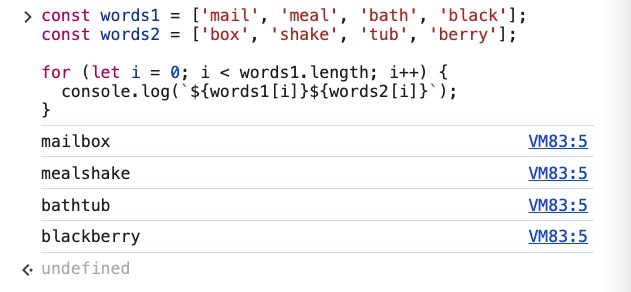 const words1 = ['mail', 'meal', 'bath', 'black'];
const words2 = ['box', 'shake', 'tub', 'berry'];
for (let i = 0; i < words1.length; i++) {
  console.log(`${words1[i]}${words2[i]}`);
}
mailbox VM83:5
mealshake VM83:5
bathtub VM83:5
blackberry VM83:5
undefined